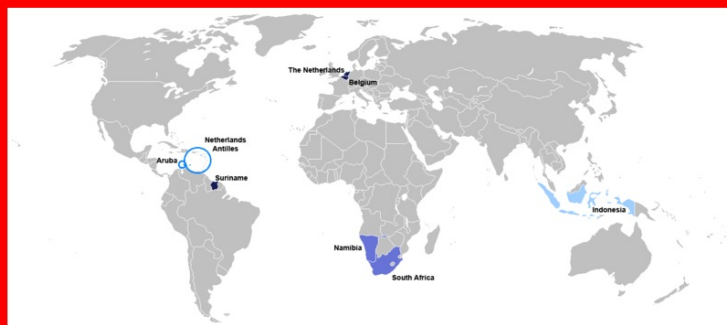 The Netherlands
Belgium
Netherlands
Antilles
Aruba
Suriname
Indonesia
Namibia
South Africa